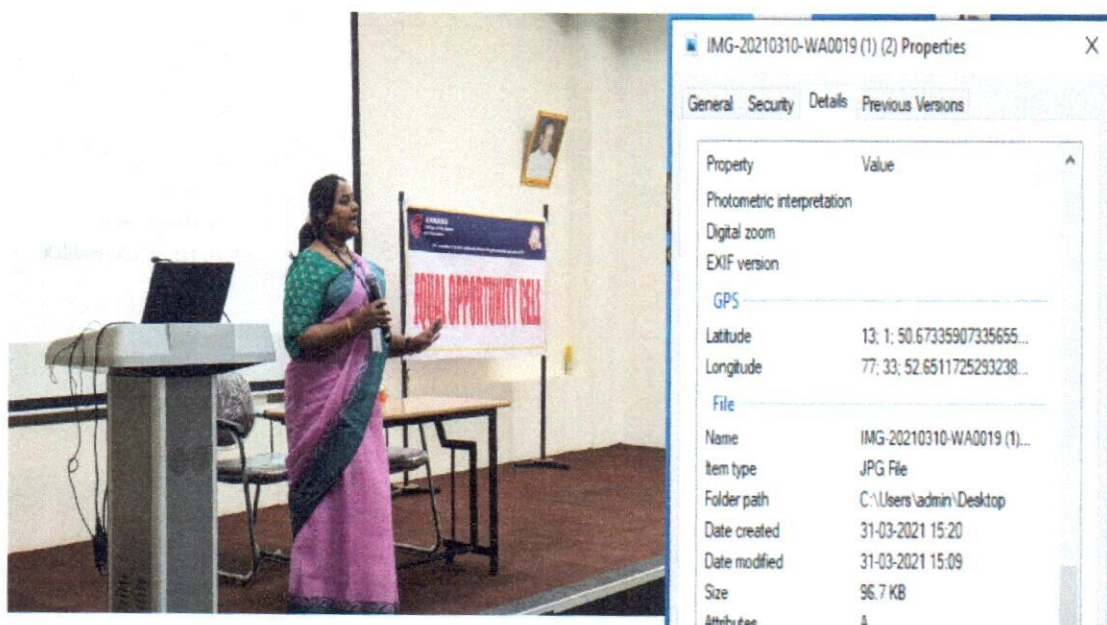 EQUAL OPPORTUNITY CELL
IMG-20210310-WA0019 (1) (2) Properties
General Security Details Previous Versions
Property Value
Photometric interpretation
Digital zoom
EXIF version
GPS
Latitude 13; 1; 50.67335907335655...
Longitude 77; 33; 52.6511725293238...
File
Name IMG-20210310-WA0019 (1)...
Item type JPG File
Folder path C:\Users\admin\Desktop
Date created 31-03-2021 15:20
Date modified 31-03-2021 15:09
Size 96.7 KB
Attributes A